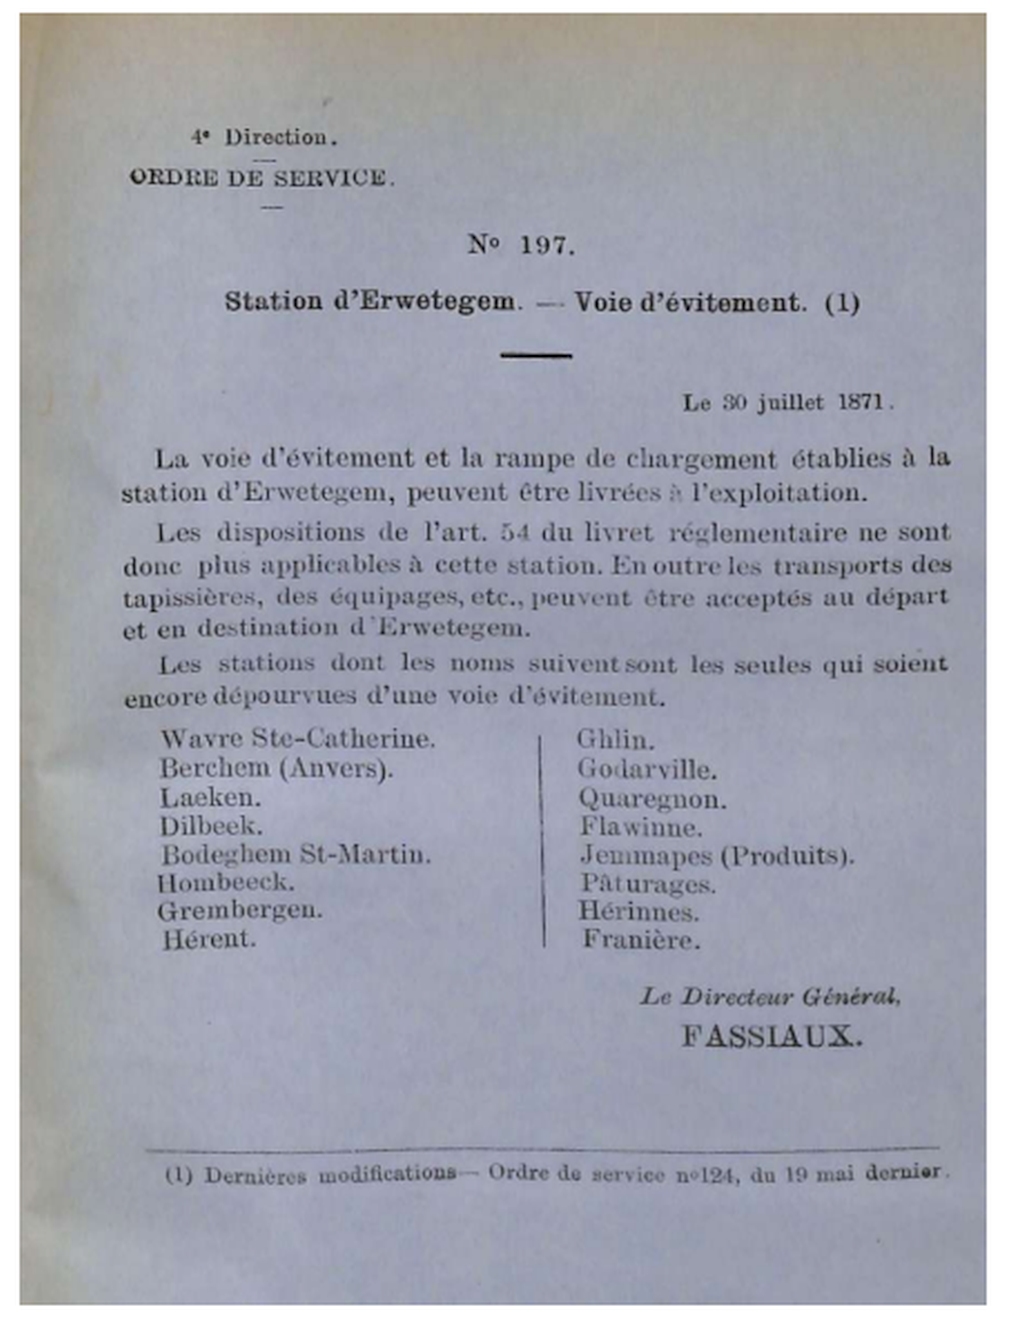 4e Direction.
ORDRE DE SERVICE.
No 197.
Station d'Erwetegem. — Voie d'évitement. (1)
Le 30 juillet 1871.
La voie d'évitement et la rampe de chargement établies à la
station d'Erwetegem, peuvent être livrées à l'exploitation.
Les dispositions de l'art. 54 du livret réglementaire ne sont
donc plus applicables à cette station. En outre les transports des
tapissières, des équipages, etc., peuvent être acceptés au départ
et en destination d'Erwetegem.
Les stations dont les noms suivent sont les seules qui soient
encore dépourvues d'une voie d'évitement.
Wavre Ste-Catherine.
Berchem (Anvers).
Laeken.
Dilbeek.
Bodeghem St-Martin.
Hombeeck.
Grembergen.
Hérent.
Ghlin.
Godarville.
Quaregnon.
Flawinne.
Jemmapes (Produits).
Pâturages.
Hérinnes.
Franière.
Le Directeur Général,
FASSIAUX.
(1) Dernières modifications — Ordre de service no 124, du 19 mai dernier.